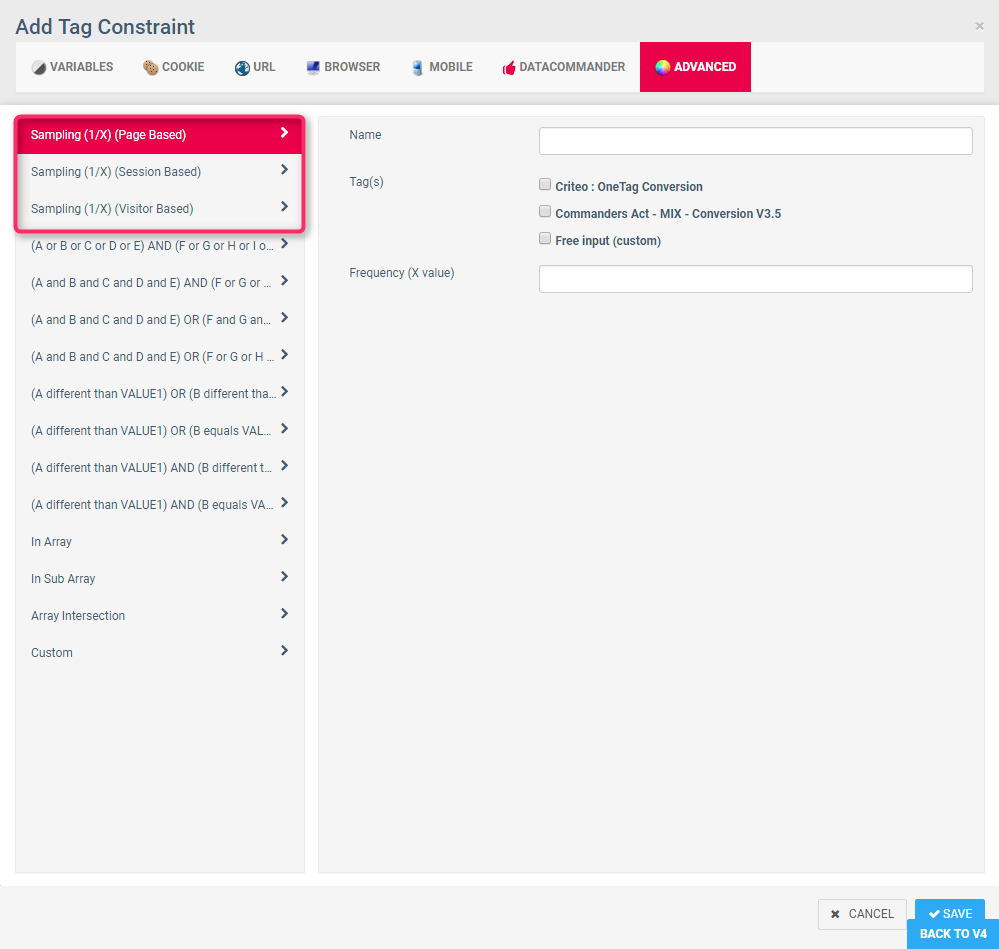 Add Tag Constraint
×
VARIABLES COOKIE URL BROWSER MOBILE DATACOMMANDER ADVANCED
Sampling (1/X) (Page Based)
Sampling (1/X) (Session Based)
Sampling (1/X) (Visitor Based)
(A or B or C or D or E) AND (F or G or H or I o...
(A and B and C and D and E) AND (F or G or ...
(A and B and C and D and E) OR (F and G an...
(A and B and C and D and E) OR (F or G or H ...
(A different than VALUE1) OR (B different tha...
(A different than VALUE1) OR (B equals VAL...
(A different than VALUE1) AND (B different t...
(A different than VALUE1) AND (B equals VA...
In Array
In Sub Array
Array Intersection
Custom
Name
Tag(s)
Criteo : OneTag Conversion
Commanders Act - MIX - Conversion V3.5
Free input (custom)
Frequency (X value)
CANCEL
SAVE
BACK TO V4